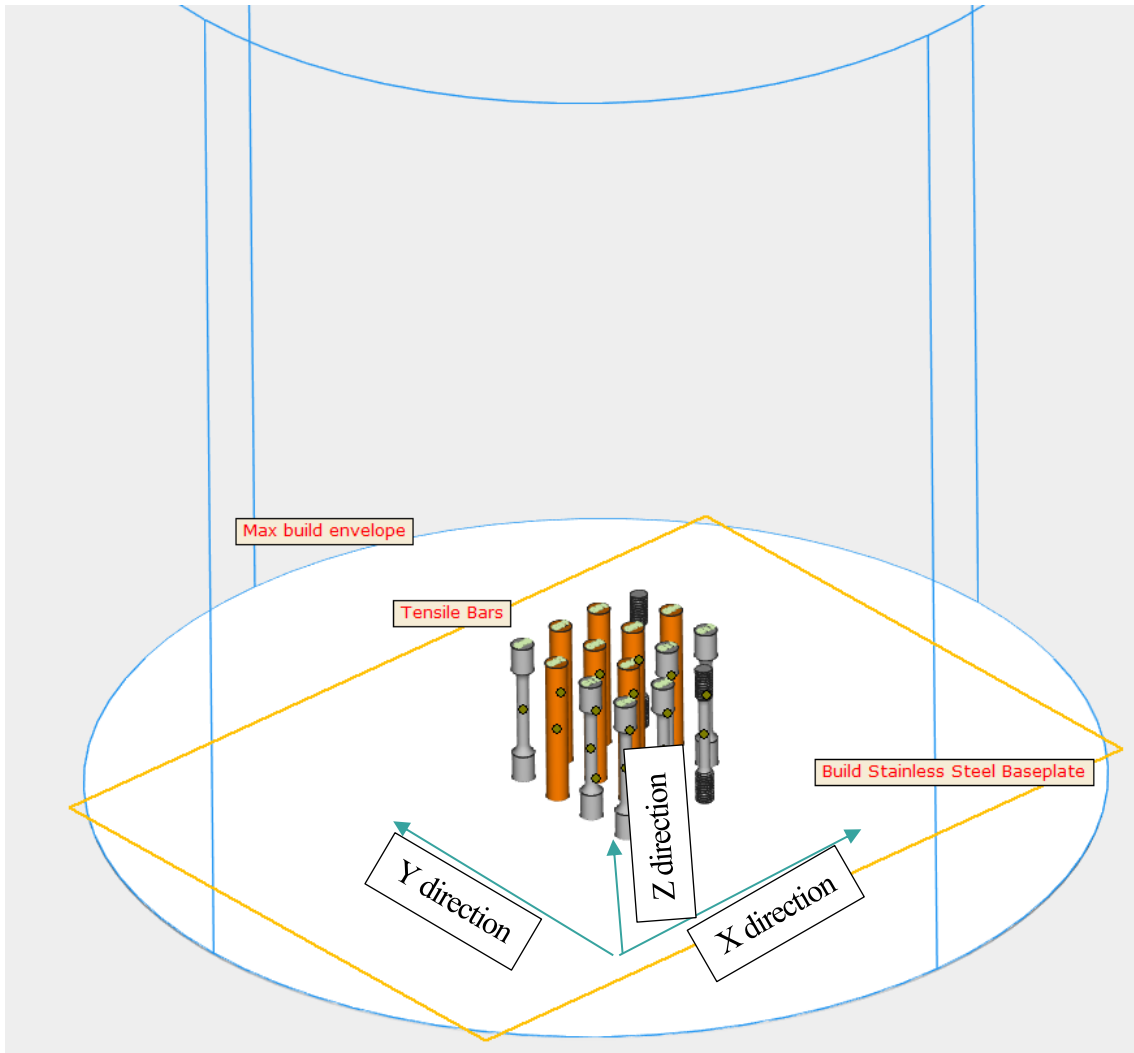 Max build envelope
Tensile Bars
Build Stainless Steel Baseplate
Y direction
Z direction
X direction